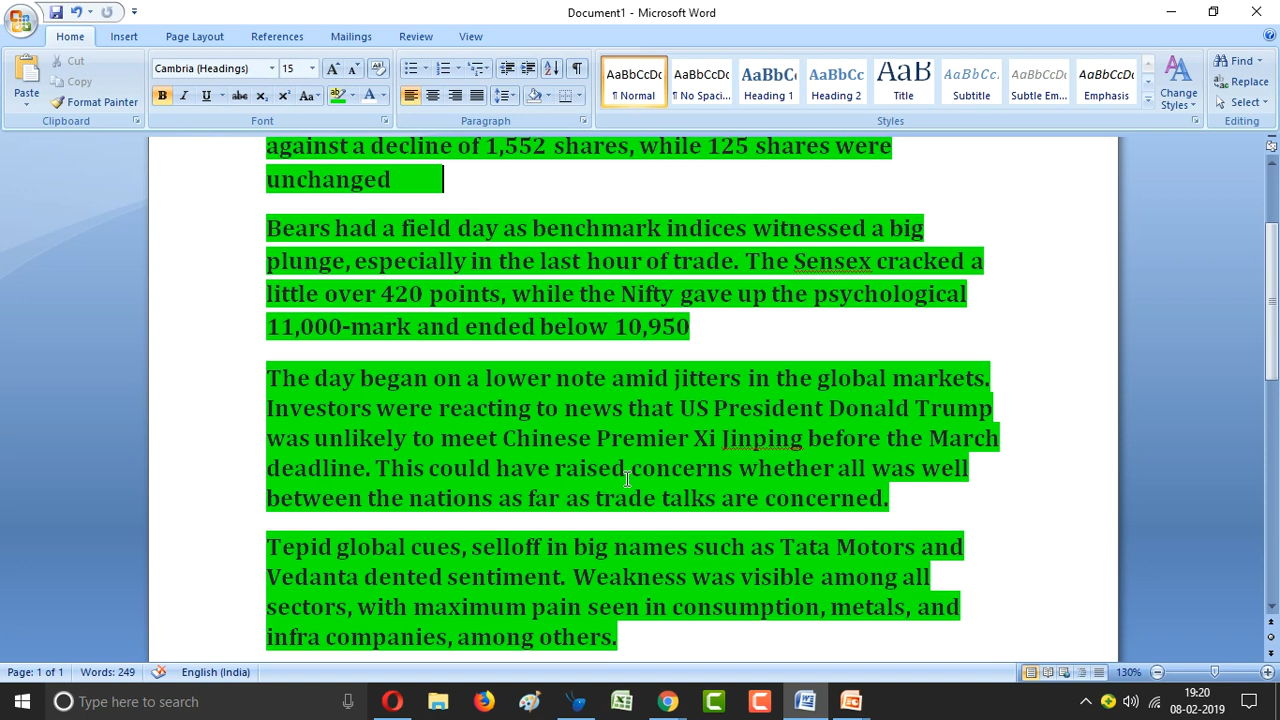 Document1 - Microsoft Word
Home Insert Page Layout References Mailings Review View
Paste
Cut
Copy
Format Painter
Clipboard
Cambria (Headings) 15
B I U abc x₂ x² Aa ab A
Font
Paragraph
AaBbCcDc AaBbCcDc AaBbCc AaBbCc AaB AaBbCc. AaBbCcDc AaBbCcDc
¶ Normal ¶ No Spaci... Heading 1 Heading 2 Title Subtitle Subtle Em... Emphasis
Change
Styles
Styles
Find
Replace
Select
Editing
against a decline of 1,552 shares, while 125 shares were
unchanged
Bears had a field day as benchmark indices witnessed a big
plunge, especially in the last hour of trade. The Sensex cracked a
little over 420 points, while the Nifty gave up the psychological
11,000-mark and ended below 10,950
The day began on a lower note amid jitters in the global markets.
Investors were reacting to news that US President Donald Trump
was unlikely to meet Chinese Premier Xi Jinping before the March
deadline. This could have raised concerns whether all was well
between the nations as far as trade talks are concerned.
Tepid global cues, selloff in big names such as Tata Motors and
Vedanta dented sentiment. Weakness was visible among all
sectors, with maximum pain seen in consumption, metals, and
infra companies, among others.
Page: 1 of 1 Words: 249 English (India) 130%
Type here to search
19:20
08-02-2019